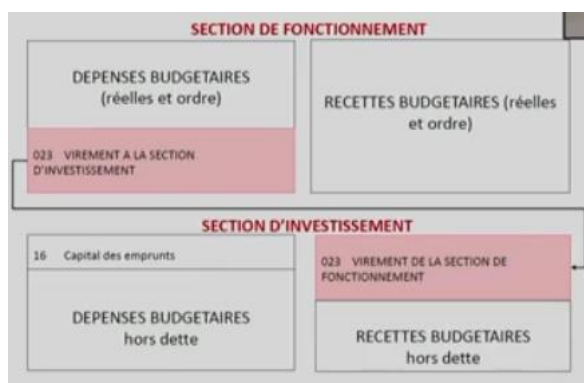 SECTION DE FONCTIONNEMENT
DEPENSES BUDGETAIRES
(réelles et ordre)
023 VIREMENT A LA SECTION
D'INVESTISSEMENT
RECETTES BUDGETAIRES (réelles
et ordre)
SECTION D'INVESTISSEMENT
16 Capital des emprunts
DEPENSES BUDGETAIRES
hors dette
023 VIREMENT DE LA SECTION DE
FONCTIONNEMENT
RECETTES BUDGETAIRES
hors dette